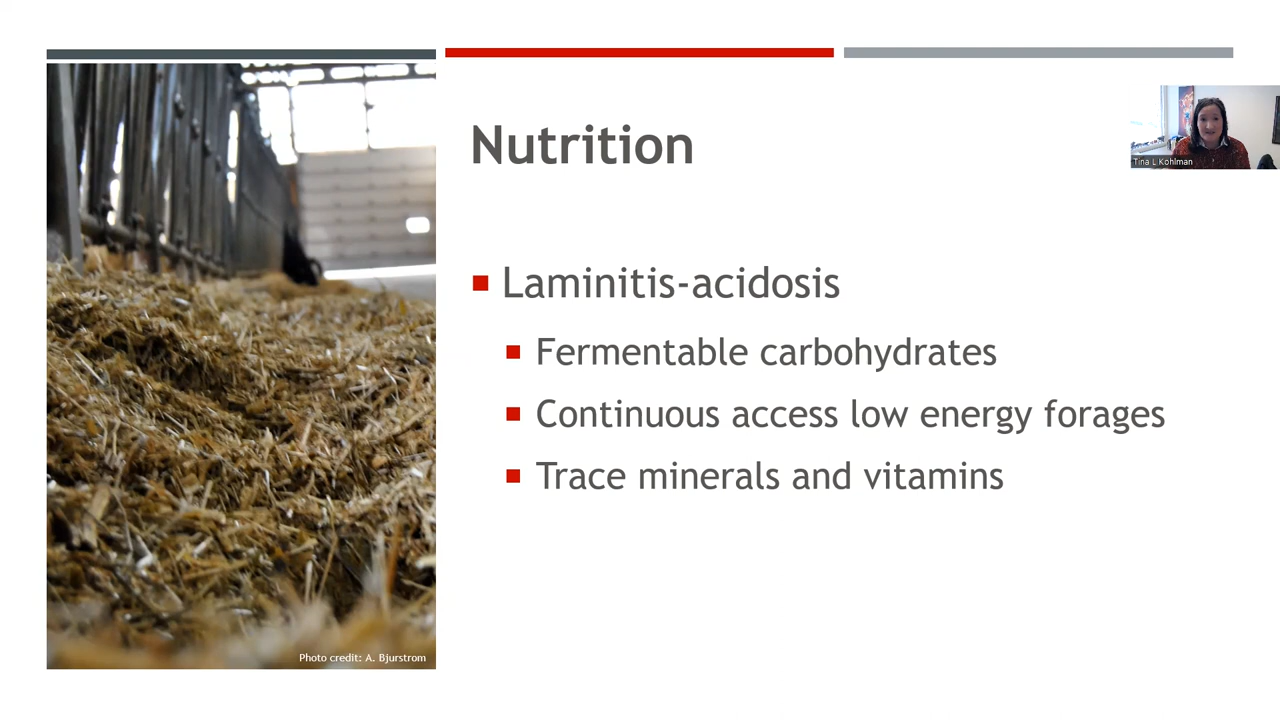 Nutrition
Tina L Kohlman
Laminitis-acidosis
Fermentable carbohydrates
Continuous access low energy forages
Trace minerals and vitamins
Photo credit: A. Bjurstrom